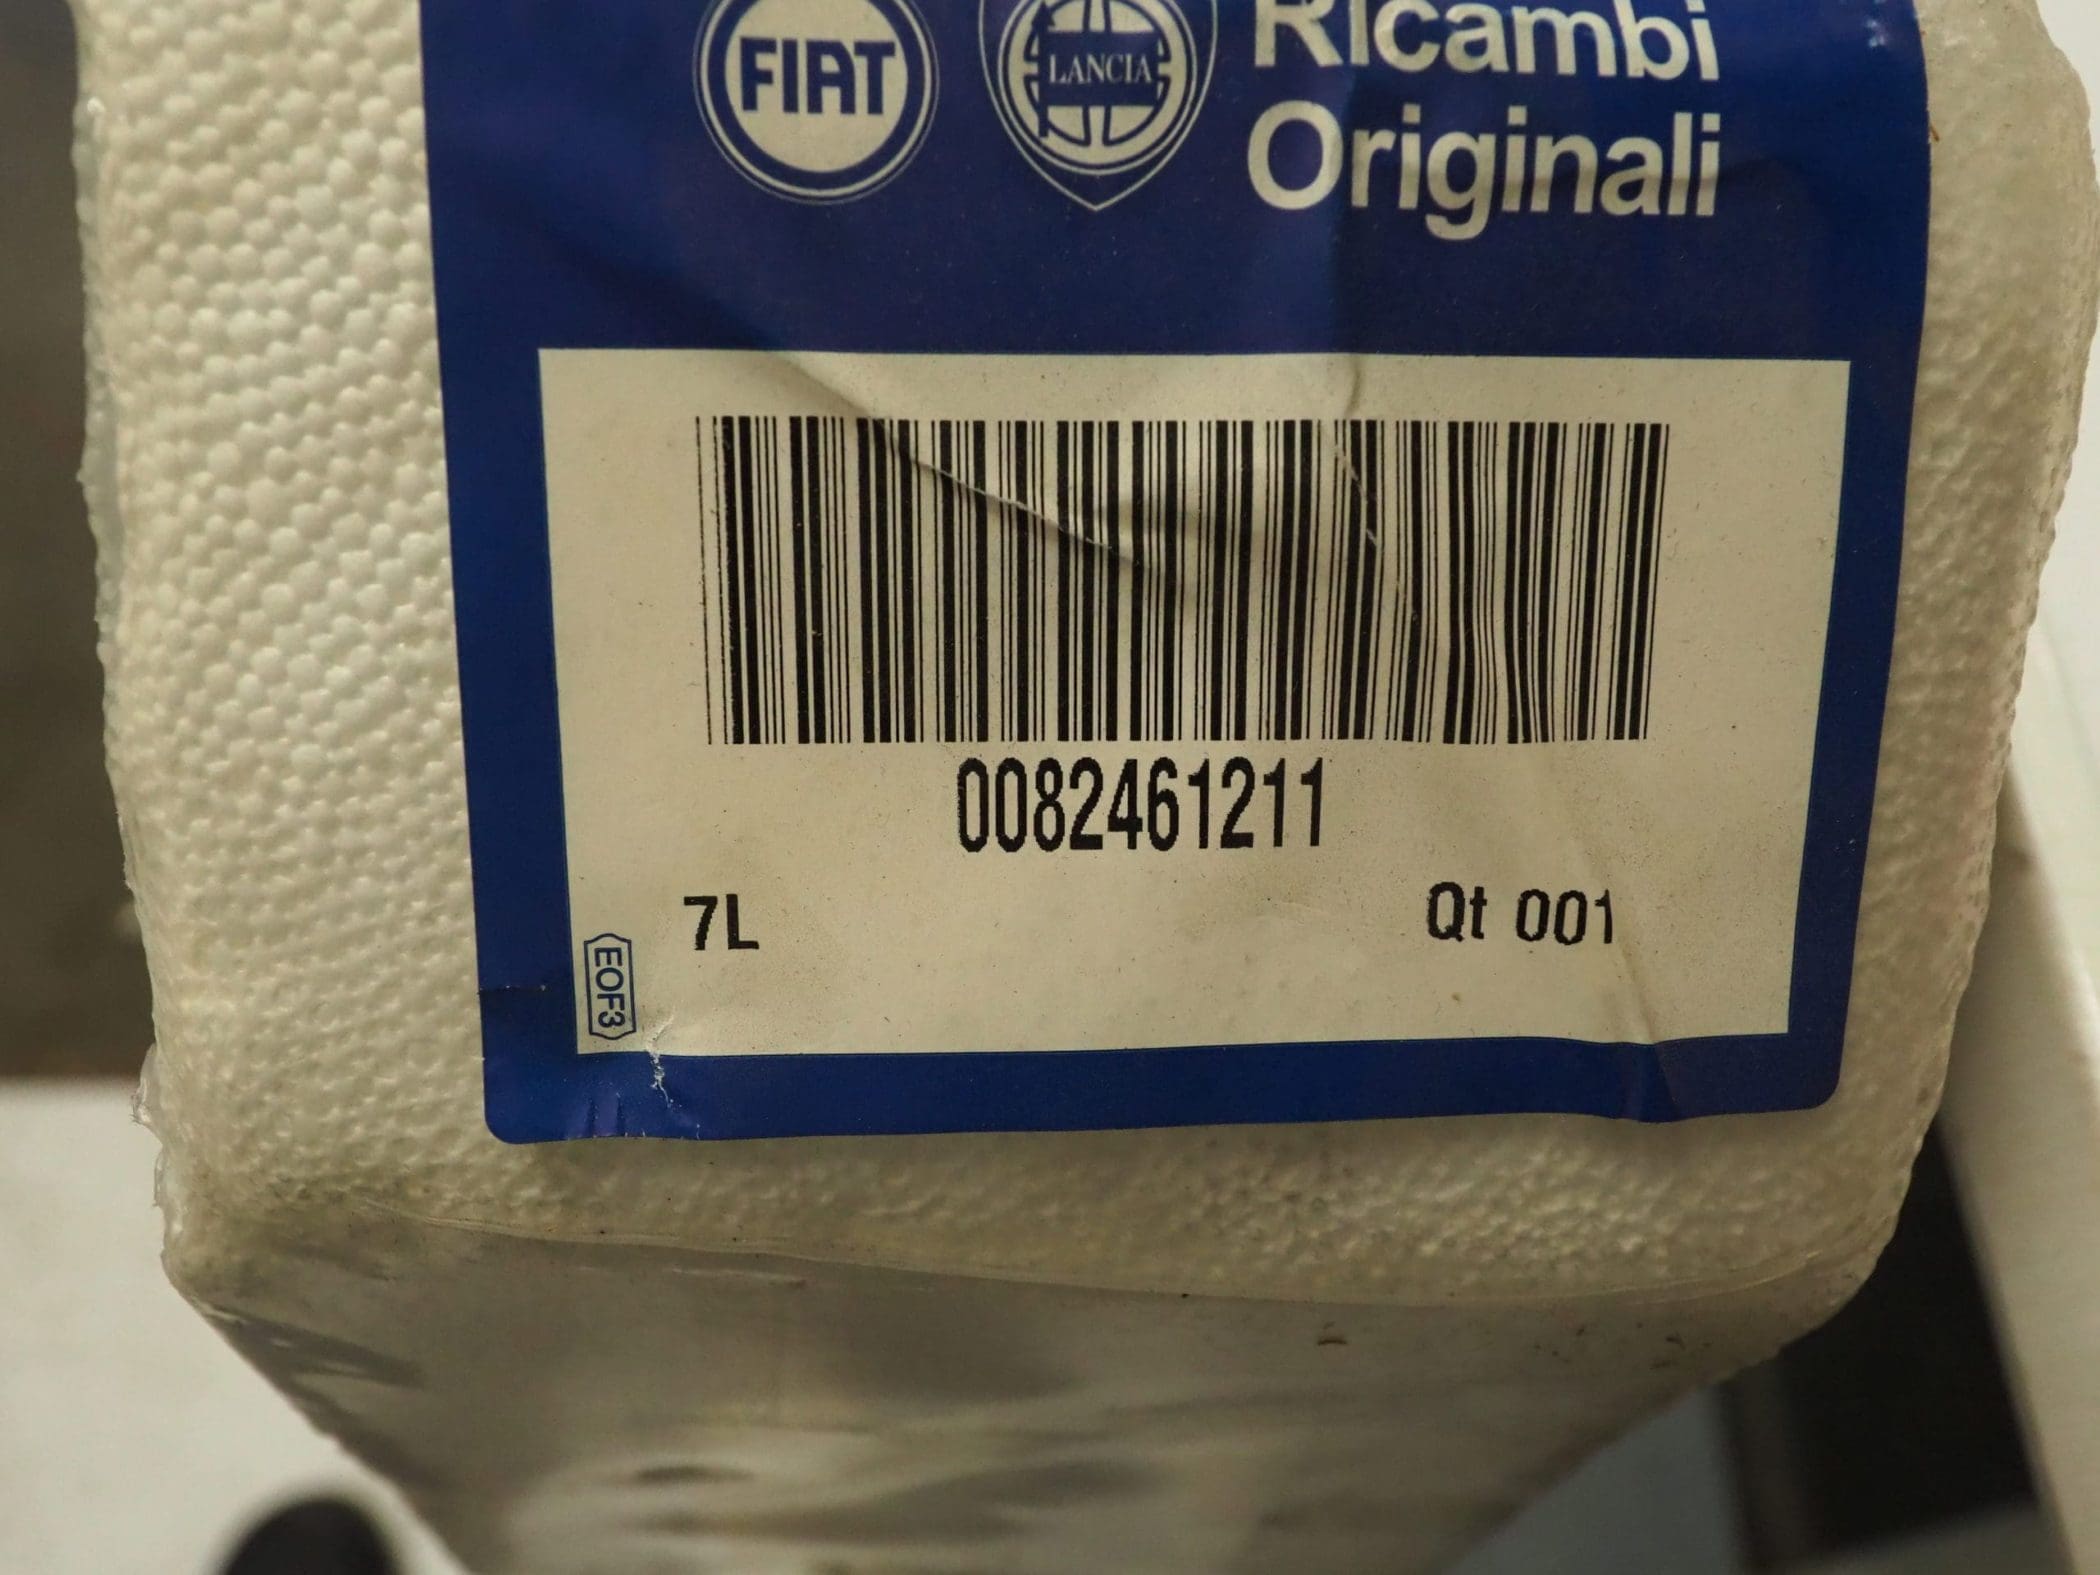 FIAT
LANCIA
Ricambi
Originali
0082461211
7L
Qt 001
EOF3